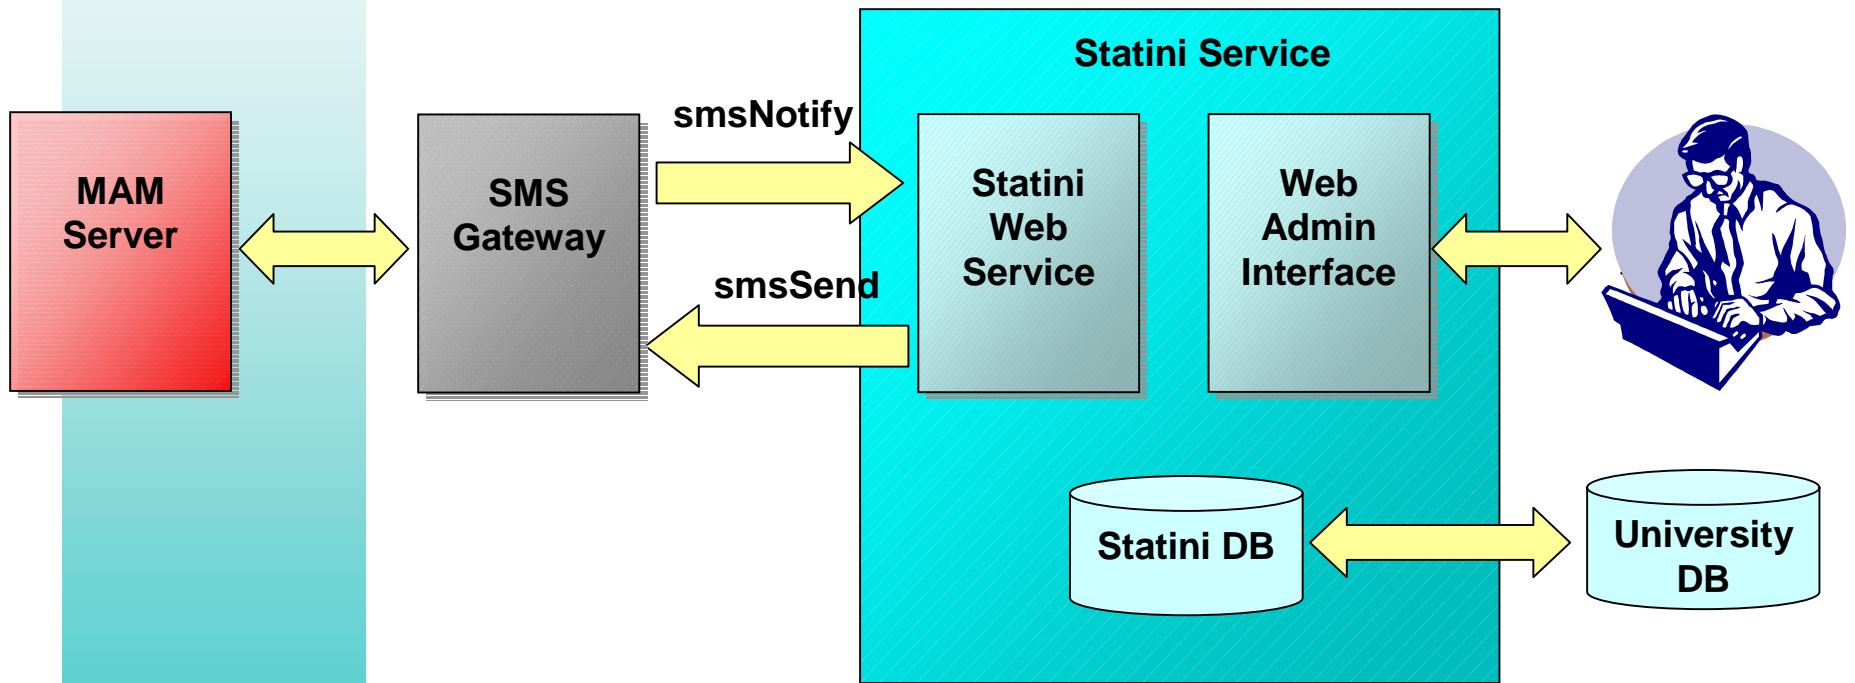 Statini Service
MAM
Server
SMS
Gateway
smsNotify
smsSend
Statini
Web
Service
Web
Admin
Interface
Statini DB
University
DB